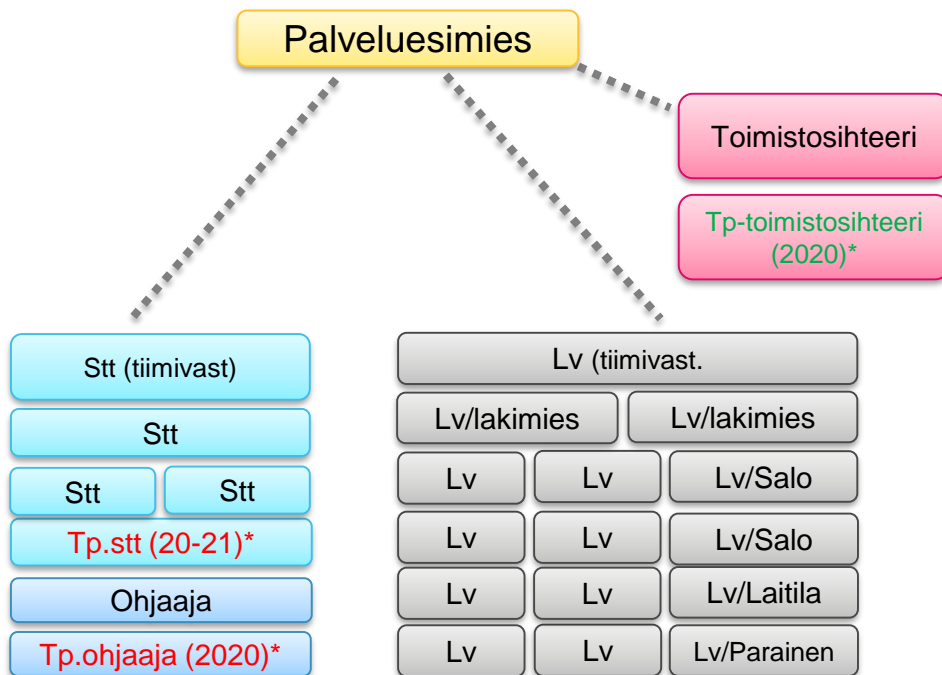 Palveluesimies
Toimistosihteeri
Tp-toimistosihteeri
(2020)*
Stt (tiimivast)
Stt
Stt
Stt
Tp.stt (20-21)*
Ohjaaja
Tp.ohjaaja (2020)*
Lv (tiimivast.
Lv/lakimies
Lv/lakimies
Lv
Lv
Lv/Salo
Lv
Lv
Lv/Salo
Lv
Lv
Lv/Laitila
Lv
Lv
Lv/Parainen